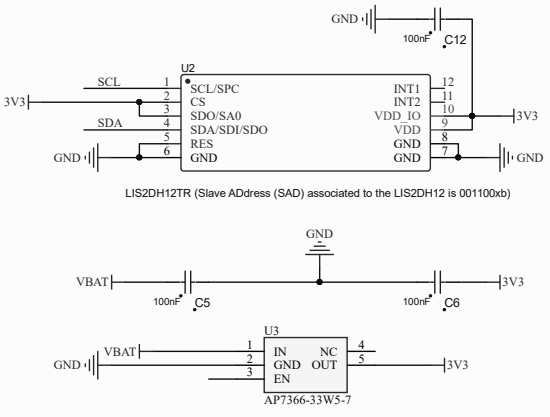 GND
100nF C12
U2
SCL 1 SCL/SPC INT1 12
3V3 2 CS INT2 11
3 SDO/SA0 VDD_IO 10 3V3
SDA 4 SDA/SDI/SDO VDD 9
5 RES GND 8
GND 6 GND GND 7 GND
LIS2DH12TR (Slave ADdress (SAD) associated to the LIS2DH12 is 001100xb)
GND
VBAT 3V3
100nF C5 100nF C6
U3
VBAT 1 IN NC 4
GND 2 GND OUT 5 3V3
3 EN
AP7366-33W5-7